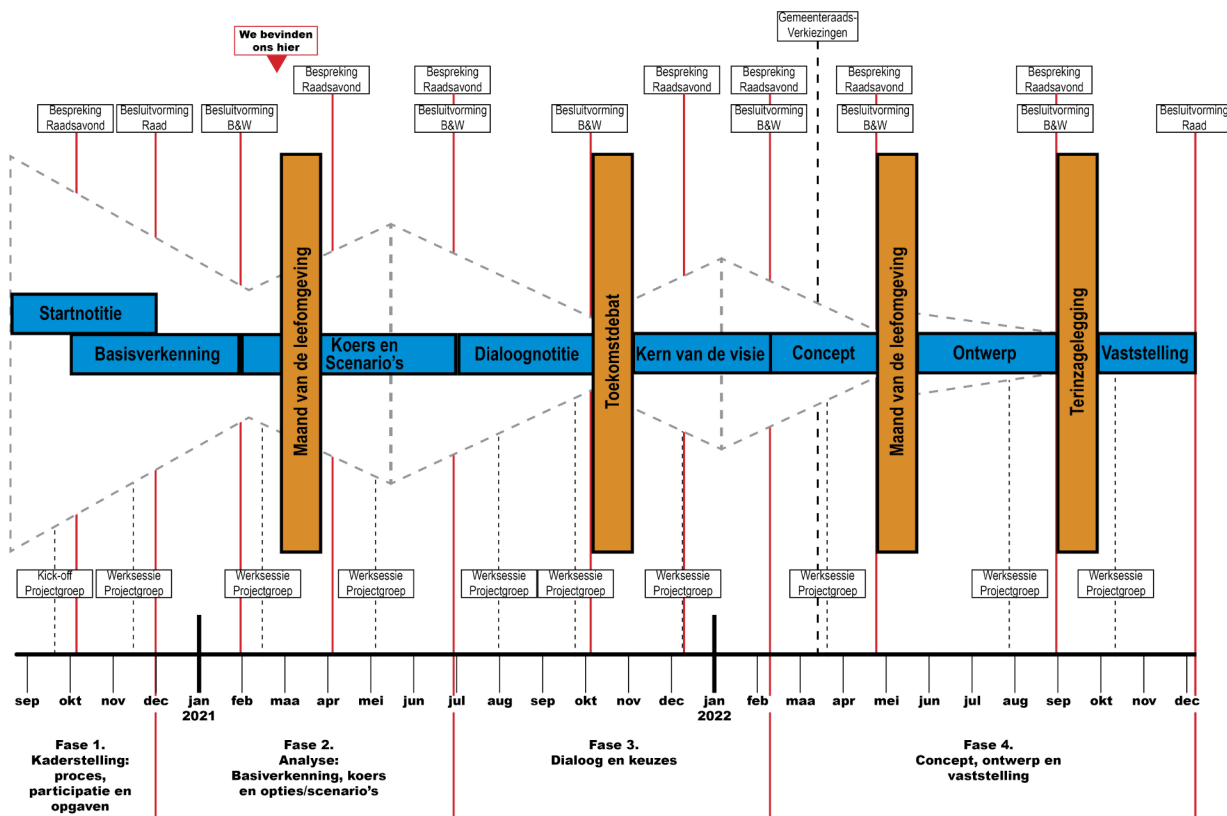 Gemeenteraads-
Verkiezingen
We bevinden
ons hier
Bespreking
Raadsavond
Bespreking
Raadsavond
Bespreking
Raadsavond
Bespreking
Raadsavond
Bespreking
Raadsavond
Bespreking
Raadsavond
Bespreking
Raadsavond
Besluitvorming
Raad
Besluitvorming
B&W
Besluitvorming
B&W
Besluitvorming
B&W
Besluitvorming
B&W
Besluitvorming
B&W
Besluitvorming
B&W
Besluitvorming
Raad
Startnotitie
Basisverkenning
Maand van de leefomgeving
Koers en
Scenario's
Dialoognotitie
Toekomstdebat
Kern van de visie
Concept
Maand van de leefomgeving
Ontwerp
Terinzagelegging
Vaststelling
Kick-off
Projectgroep
Werksessie
Projectgroep
Werksessie
Projectgroep
Werksessie
Projectgroep
Werksessie
Projectgroep
Werksessie
Projectgroep
Werksessie
Projectgroep
Werksessie
Projectgroep
Werksessie
Projectgroep
Werksessie
Projectgroep
sep okt nov dec jan feb maa apr mei jun jul aug sep okt nov dec jan feb maa apr mei jun jul aug sep okt nov dec
2021 2022
Fase 1.
Kaderstelling:
proces,
participatie en
opgaven
Fase 2.
Analyse:
Basiverkenning, koers
en opties/scenario's
Fase 3.
Dialoog en keuzes
Fase 4.
Concept, ontwerp en
vaststelling